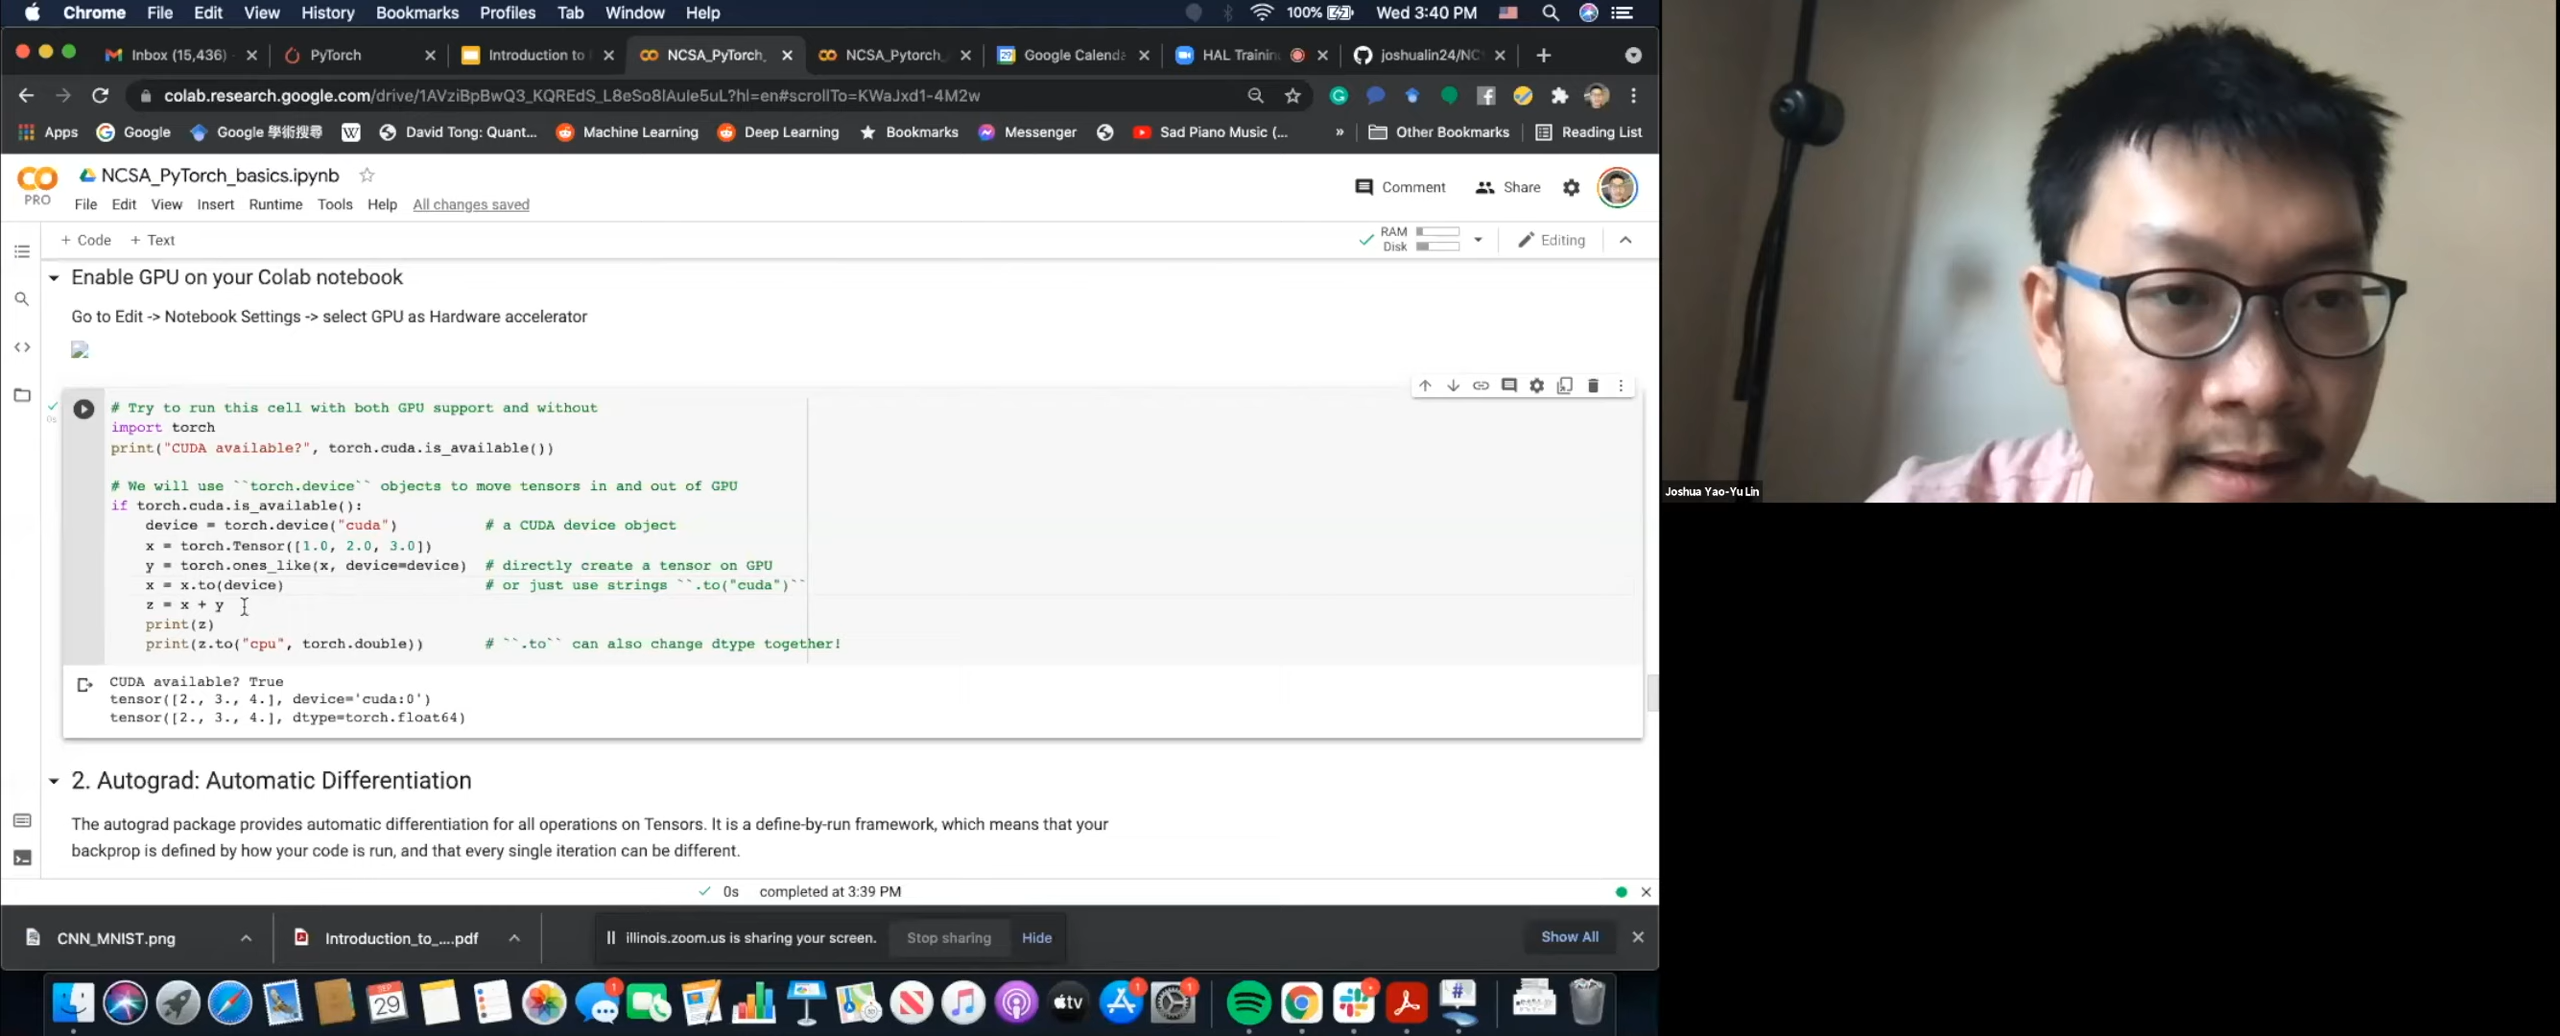 Chrome File Edit View History Bookmarks Profiles Tab Window Help 100% Wed 3:40 PM
Inbox (15,436) PyTorch Introduction to NCSA_PyTorch_ NCSA_Pytorch_ Google Calenda HAL Trainin joshualin24/NC
colab.research.google.com/drive/1AVziBpBwQ3_KQREdS_L8eSo8lAule5uL?hl=en#scrollTo=KWaJxd1-4M2w
Apps Google Google 學術搜尋 W David Tong: Quant... Machine Learning Deep Learning Bookmarks Messenger Sad Piano Music (... » Other Bookmarks Reading List
CO NCSA_PyTorch_basics.ipynb Comment Share
PRO File Edit View Insert Runtime Tools Help All changes saved
+ Code + Text RAM Disk Editing
Enable GPU on your Colab notebook
Go to Edit -> Notebook Settings -> select GPU as Hardware accelerator
# Try to run this cell with both GPU support and without
0s
import torch
print("CUDA available?", torch.cuda.is_available())
# We will use ``torch.device`` objects to move tensors in and out of GPU
if torch.cuda.is_available():
device = torch.device("cuda") # a CUDA device object
x = torch.Tensor([1.0, 2.0, 3.0])
y = torch.ones_like(x, device=device) # directly create a tensor on GPU
x = x.to(device) # or just use strings ``.to("cuda")``
z = x + y
print(z)
print(z.to("cpu", torch.double)) # ``.to`` can also change dtype together!
CUDA available? True
tensor([2., 3., 4.], device='cuda:0')
tensor([2., 3., 4.], dtype=torch.float64)
2. Autograd: Automatic Differentiation
The autograd package provides automatic differentiation for all operations on Tensors. It is a define-by-run framework, which means that your
backprop is defined by how your code is run, and that every single iteration can be different.
0s completed at 3:39 PM
CNN_MNIST.png Introduction_to_....pdf illinois.zoom.us is sharing your screen. Stop sharing Hide Show All
SEP
29
tv
Joshua Yao-Yu Lin